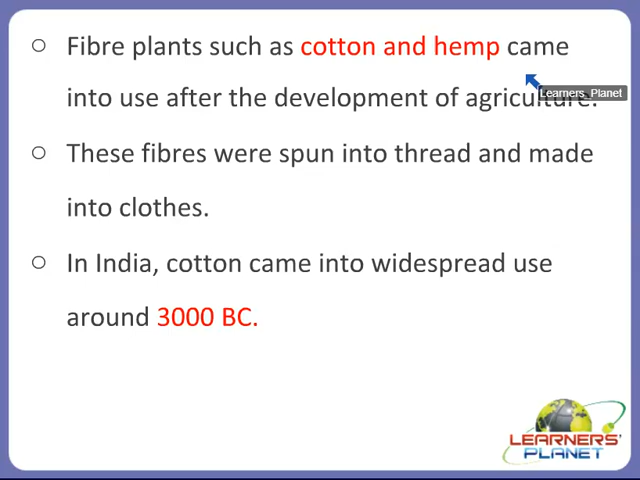 Fibre plants such as cotton and hemp came
Learners, Planet
into use after the development of agriculture.
These fibres were spun into thread and made
into clothes.
In India, cotton came into widespread use
around 3000 BC.
LEARNERS'
PLANET